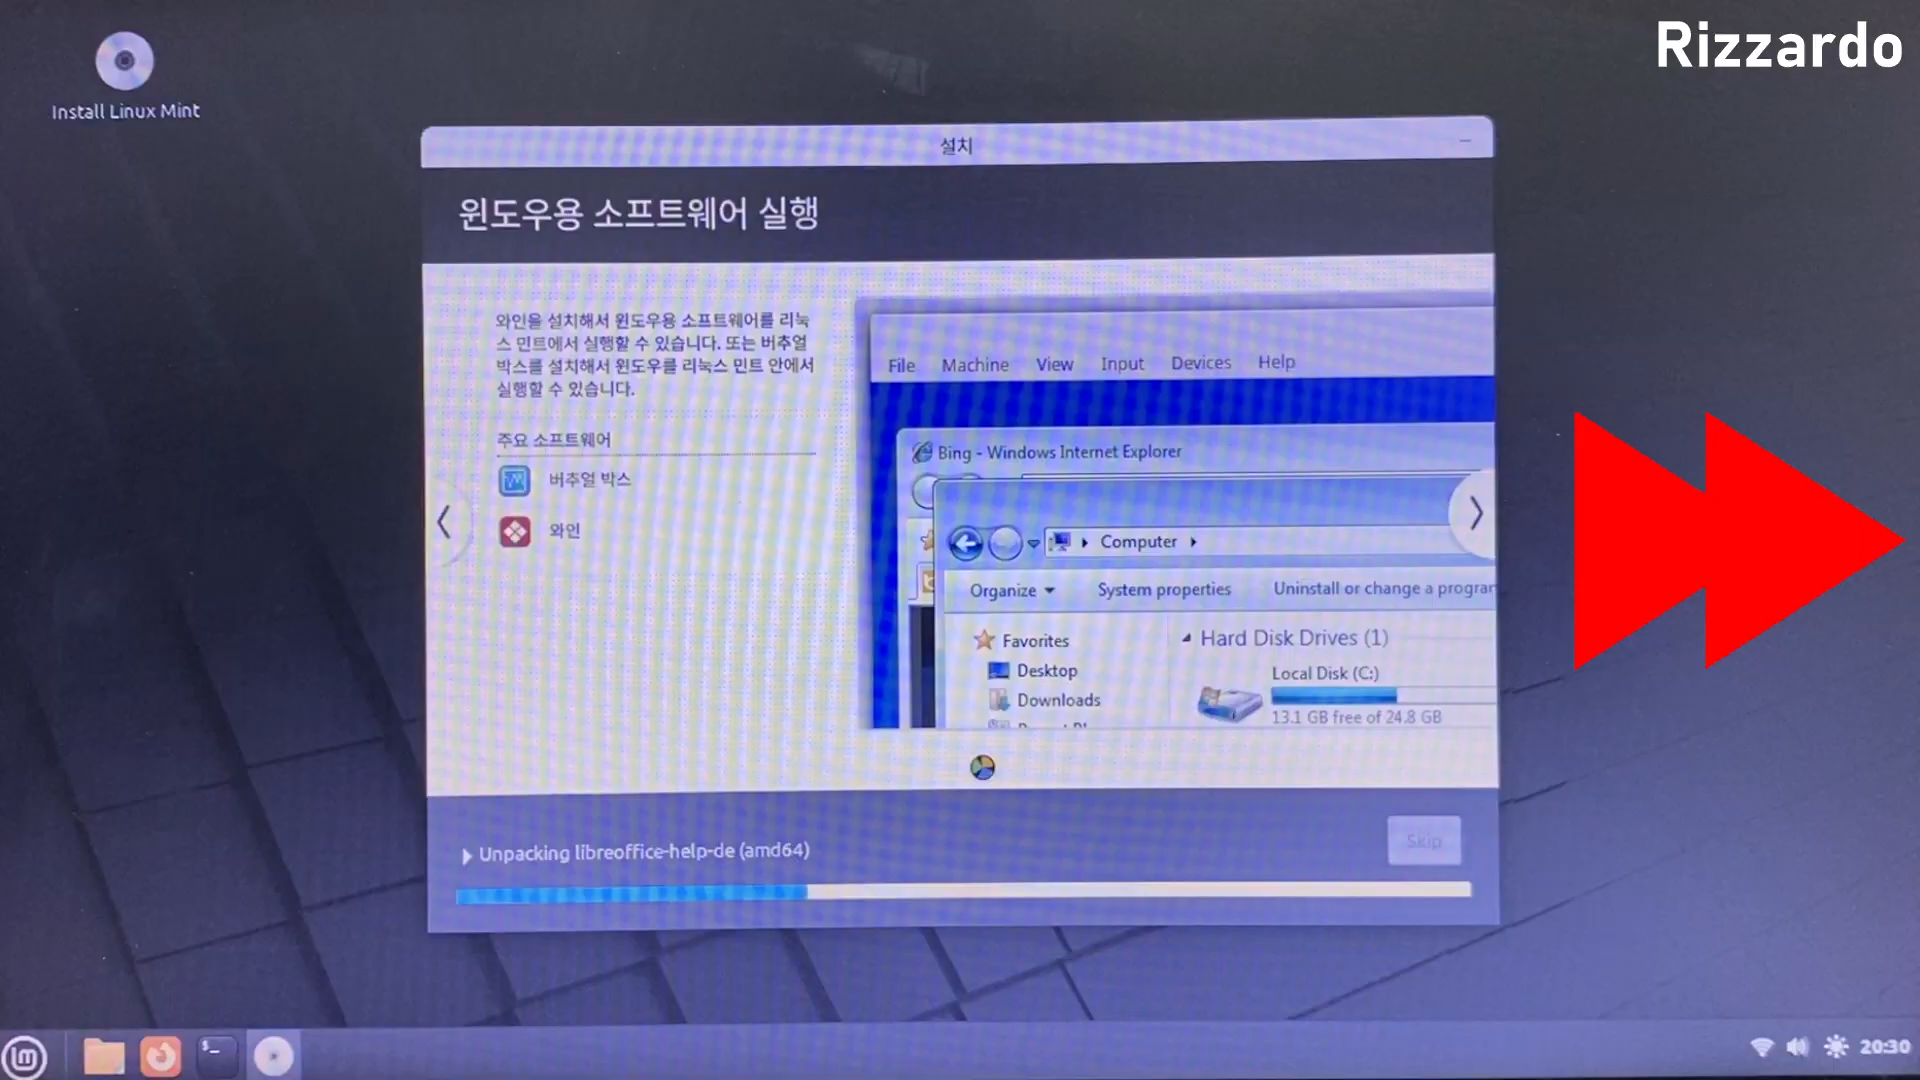 Rizzardo
Install Linux Mint
설치
윈도우용 소프트웨어 실행
와인을 설치해서 윈도우용 소프트웨어를 리눅
스 민트에서 실행할 수 있습니다. 또는 버추얼
박스를 설치해서 윈도우를 리눅스 민트 안에서
실행할 수 있습니다.
주요 소프트웨어
버추얼 박스
와인
File Machine View Input Devices Help
Bing - Windows Internet Explorer
Computer
Organize System properties Uninstall or change a program
Favorites
Desktop
Downloads
Hard Disk Drives (1)
Local Disk (C:)
13.1 GB free of 24.8 GB
Unpacking libreoffice-help-de (amd64)
Skip
20:30